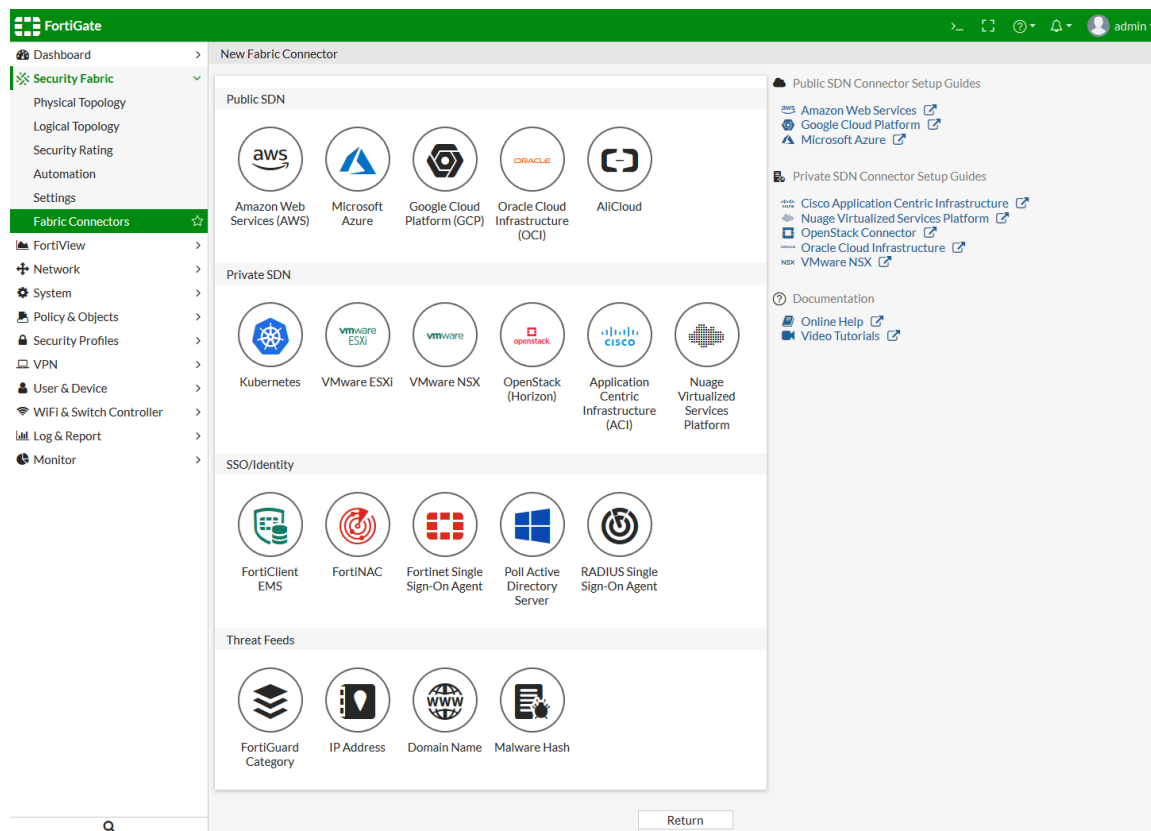 FortiGate
>_
admin
Dashboard
Security Fabric
Physical Topology
Logical Topology
Security Rating
Automation
Settings
Fabric Connectors
FortiView
Network
System
Policy & Objects
Security Profiles
VPN
User & Device
WiFi & Switch Controller
Log & Report
Monitor
New Fabric Connector
Public SDN
aws
ORACLE
Amazon Web
Services (AWS)
Microsoft
Azure
Google Cloud
Platform (GCP)
Oracle Cloud
Infrastructure
(OCI)
AliCloud
Private SDN
vmware
ESXi
vmware
openstack.
CISCO
Kubernetes
VMware ESXi
VMware NSX
OpenStack
(Horizon)
Application
Centric
Infrastructure
(ACI)
Nuage
Virtualized
Services
Platform
SSO/Identity
FortiClient
EMS
FortiNAC
Fortinet Single
Sign-On Agent
Poll Active
Directory
Server
RADIUS Single
Sign-On Agent
Threat Feeds
WWW
FortiGuard
Category
IP Address
Domain Name
Malware Hash
Return
Public SDN Connector Setup Guides
aws Amazon Web Services
Google Cloud Platform
Microsoft Azure
Private SDN Connector Setup Guides
Cisco Application Centric Infrastructure
Nuage Virtualized Services Platform
OpenStack Connector
Oracle Cloud Infrastructure
NSX VMware NSX
Documentation
Online Help
Video Tutorials